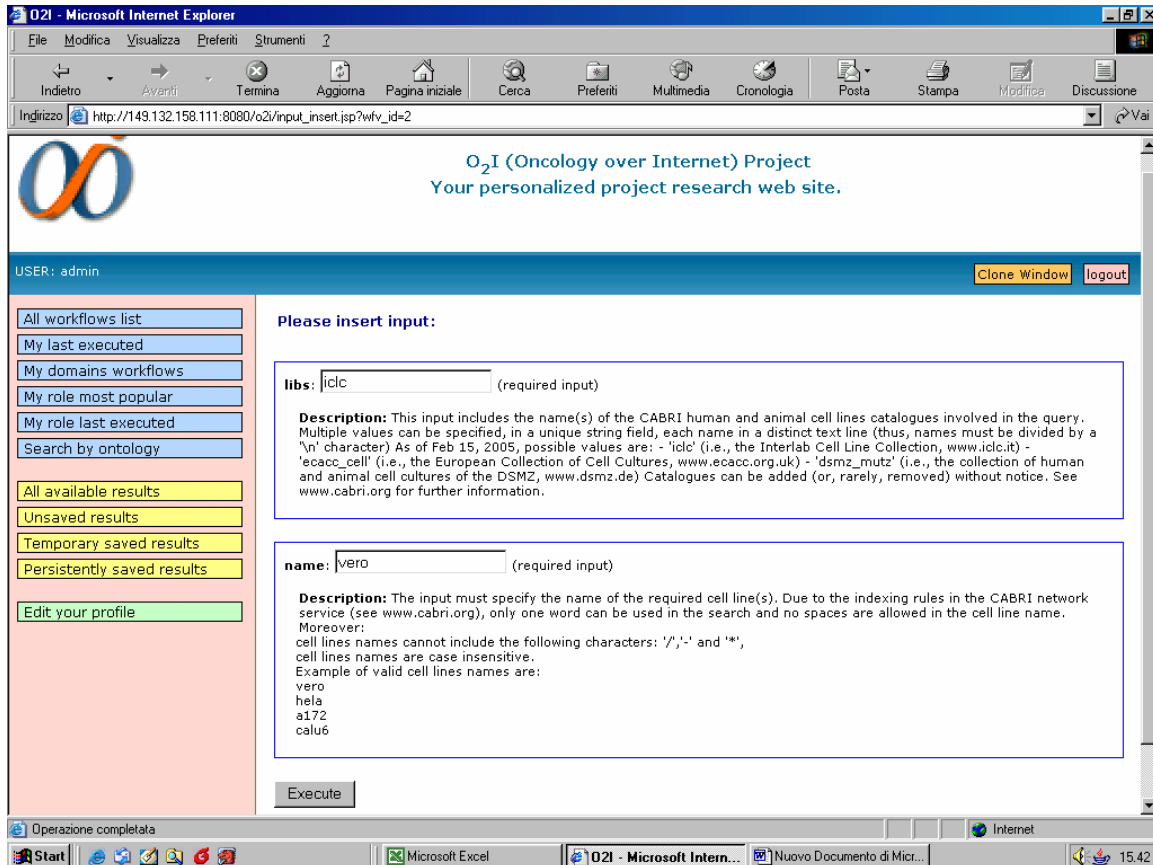 O2I - Microsoft Internet Explorer
File Modifica Visualizza Preferiti Strumenti ?
Indietro Avanti Termina Aggiorna Pagina iniziale Cerca Preferiti Multimedia Cronologia Posta Stampa Modifica Discussione
Indirizzo http://149.132.158.111:8080/o2i/input_insert.jsp?wfv_id=2 Vai
O2I (Oncology over Internet) Project
Your personalized project research web site.
USER: admin
Clone Window logout
All workflows list
My last executed
My domains workflows
My role most popular
My role last executed
Search by ontology
All available results
Unsaved results
Temporary saved results
Persistently saved results
Edit your profile
Please insert input:
libs: iclc (required input)
Description: This input includes the name(s) of the CABRI human and animal cell lines catalogues involved in the query.
Multiple values can be specified, in a unique string field, each name in a distinct text line (thus, names must be divided by a
'\n' character) As of Feb 15, 2005, possible values are: - 'iclc' (i.e., the Interlab Cell Line Collection, www.iclc.it) -
'ecacc_cell' (i.e., the European Collection of Cell Cultures, www.ecacc.org.uk) - 'dsmz_mutz' (i.e., the collection of human
and animal cell cultures of the DSMZ, www.dsmz.de) Catalogues can be added (or, rarely, removed) without notice. See
www.cabri.org for further information.
name: vero (required input)
Description: The input must specify the name of the required cell line(s). Due to the indexing rules in the CABRI network
service (see www.cabri.org), only one word can be used in the search and no spaces are allowed in the cell line name.
Moreover:
cell lines names cannot include the following characters: '/','-' and '*',
cell lines names are case insensitive.
Example of valid cell lines names are:
vero
hela
a172
calu6
Execute
Operazione completata Internet
Start Microsoft Excel O2I - Microsoft Intern... Nuovo Documento di Micr... 15.42